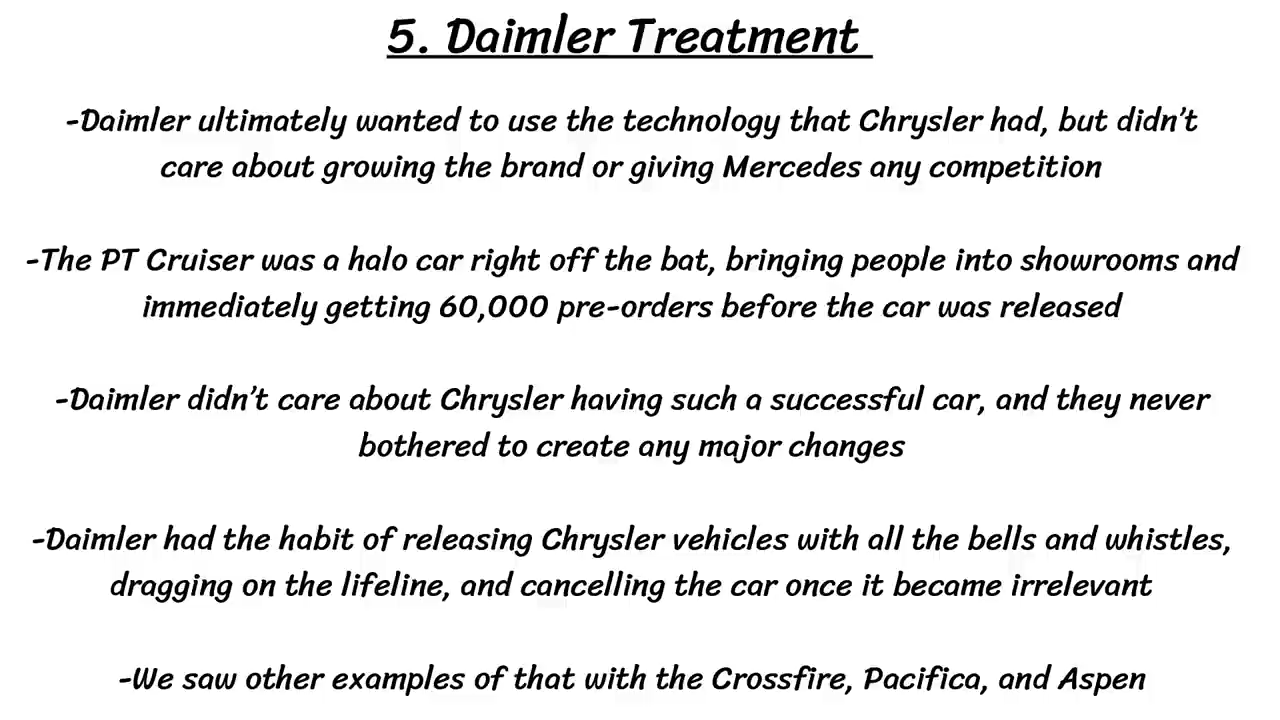 5. Daimler Treatment
-Daimler ultimately wanted to use the technology that Chrysler had, but didn't
care about growing the brand or giving Mercedes any competition
-The PT Cruiser was a halo car right off the bat, bringing people into showrooms and
immediately getting 60,000 pre-orders before the car was released
-Daimler didn't care about Chrysler having such a successful car, and they never
bothered to create any major changes
-Daimler had the habit of releasing Chrysler vehicles with all the bells and whistles,
dragging on the lifeline, and cancelling the car once it became irrelevant
-We saw other examples of that with the Crossfire, Pacifica, and Aspen